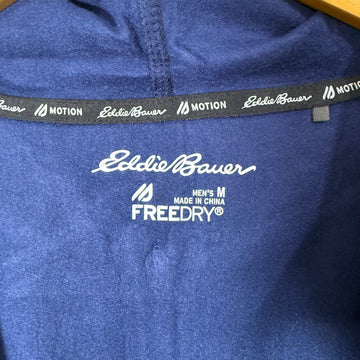 MOTION Eddie Bauer MOTION Eddie Bauer MOTION
Eddie Bauer
MEN'S M
MADE IN CHINA
FREEDRY®